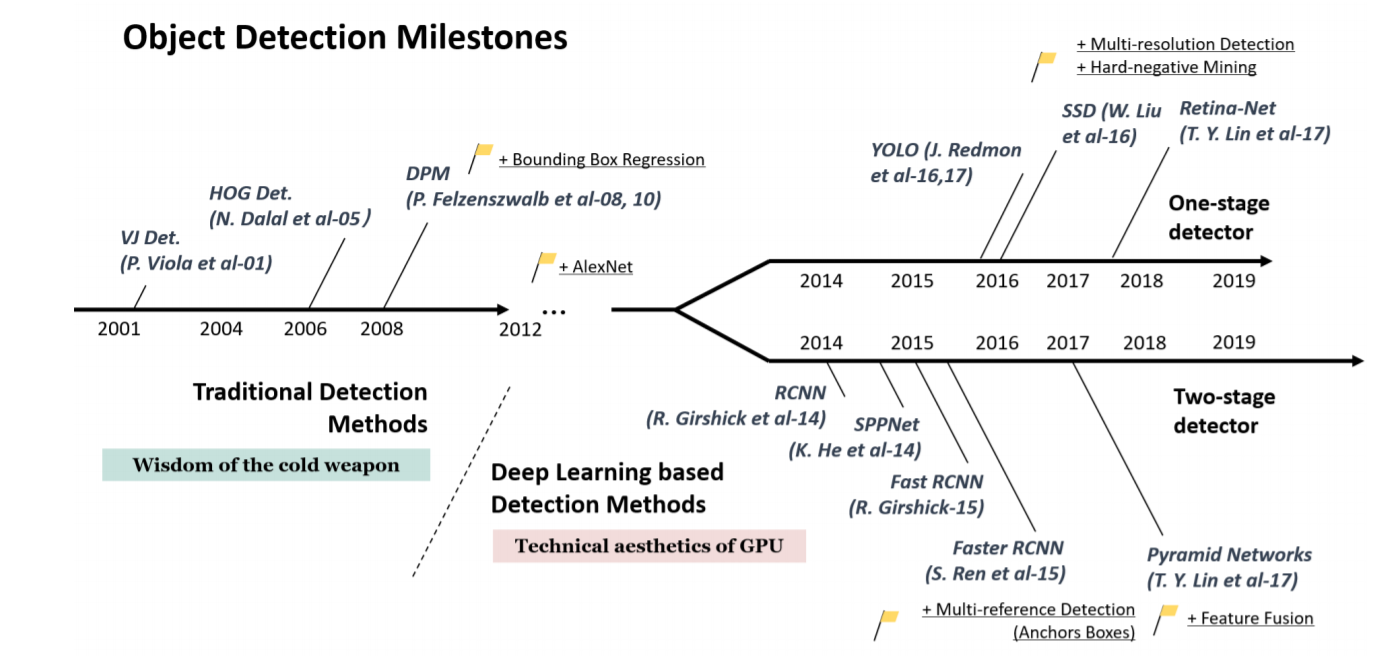 Object Detection Milestones
+ Multi-resolution Detection
+ Hard-negative Mining
SSD (W. Liu
et al-16)
Retina-Net
(T. Y. Lin et al-17)
YOLO (J. Redmon
et al-16,17)
+ Bounding Box Regression
DPM
(P. Felzenszwalb et al-08, 10)
HOG Det.
(N. Dalal et al-05)
VJ Det.
(P. Viola et al-01)
+ AlexNet
One-stage
detector
2014 2015 2016 2017 2018 2019
2001 2004 2006 2008 2012 ...
2014 2015 2016 2017 2018 2019
Traditional Detection
Methods
Wisdom of the cold weapon
Deep Learning based
Detection Methods
Technical aesthetics of GPU
Two-stage
detector
RCNN
(R. Girshick et al-14)
SPPNet
(K. He et al-14)
Fast RCNN
(R. Girshick-15)
Faster RCNN
(S. Ren et al-15)
Pyramid Networks
(T. Y. Lin et al-17)
+ Multi-reference Detection
(Anchors Boxes)
+ Feature Fusion